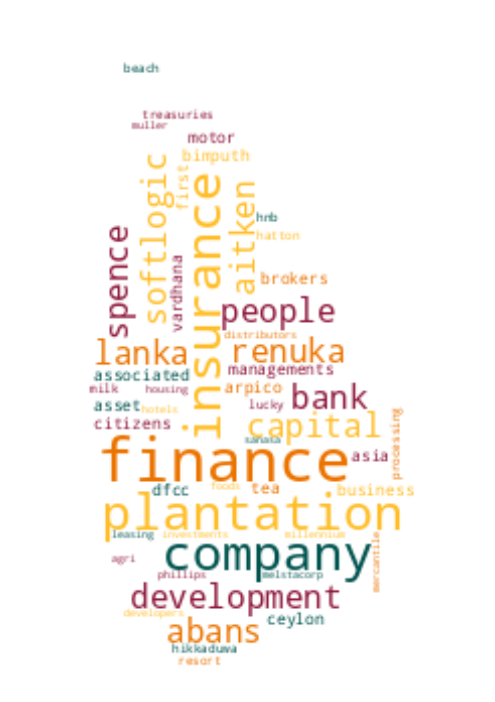 beach
treasuries
muller
motor
bimputh
softlogic
first
insurance
aitken
hnb
hatton
spence
vardhana
brokers
people
distributors
lanka
renuka
associated
managements
milk
housing
arpico
lucky
bank
asset
hotels
citizens
capital
sanasa
processing
finance
asia
dfcc
foods
tea
business
plantation
leasing
investments
millennium
mercantile
company
agri
phillips
melstacorp
development
developers
ceylon
abans
hikkaduwa
resort